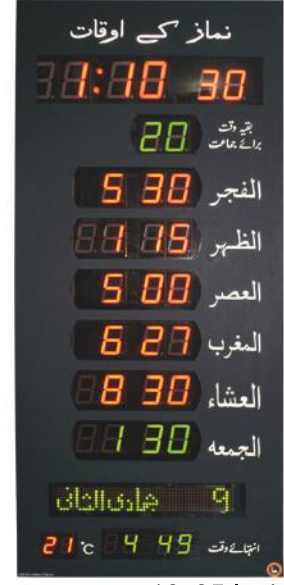 نماز کے اوقات
1:10 30
بقیہ وقت
برائے جماعت 20
الفجر 5 30
الظہر 1 15
العصر 5 00
المغرب 6 27
العشاء 8 30
الجمعه 1 30
9 جمادی الثانی
انتہائے وقت 4 49 21°C